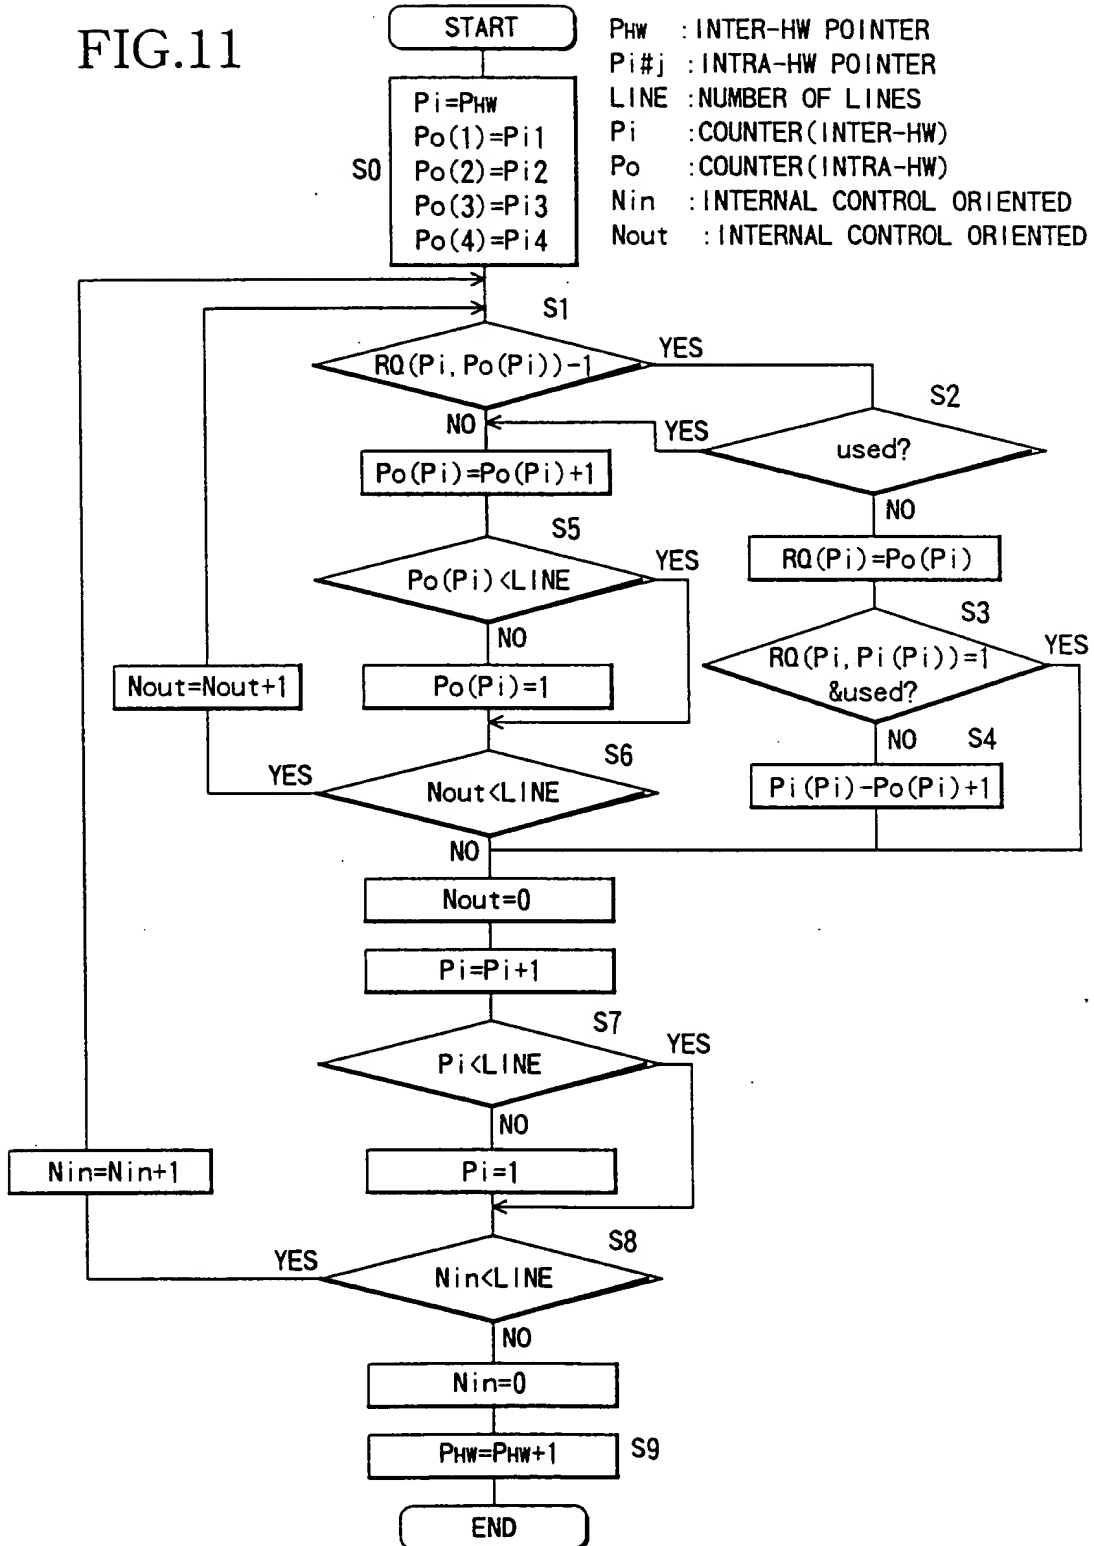 FIG.11
START
PHW : INTER-HW POINTER
Pi#j : INTRA-HW POINTER
LINE : NUMBER OF LINES
Pi : COUNTER(INTER-HW)
Po : COUNTER(INTRA-HW)
Nin : INTERNAL CONTROL ORIENTED
Nout : INTERNAL CONTROL ORIENTED
S0
Pi=PHW
Po(1)=Pi1
Po(2)=Pi2
Po(3)=Pi3
Po(4)=Pi4
S1
RQ(Pi,Po(Pi))-1
YES
NO
S2
used?
YES
NO
Po(Pi)=Po(Pi)+1
RQ(Pi)=Po(Pi)
S5
Po(Pi)<LINE
YES
NO
S3
RQ(Pi,Pi(Pi))=1
&used?
YES
NO
Nout=Nout+1
Po(Pi)=1
S4
Pi(Pi)-Po(Pi)+1
S6
Nout<LINE
YES
NO
Nout=0
Pi=Pi+1
S7
Pi<LINE
YES
NO
Nin=Nin+1
Pi=1
S8
Nin<LINE
YES
NO
Nin=0
PHW=PHW+1
S9
END